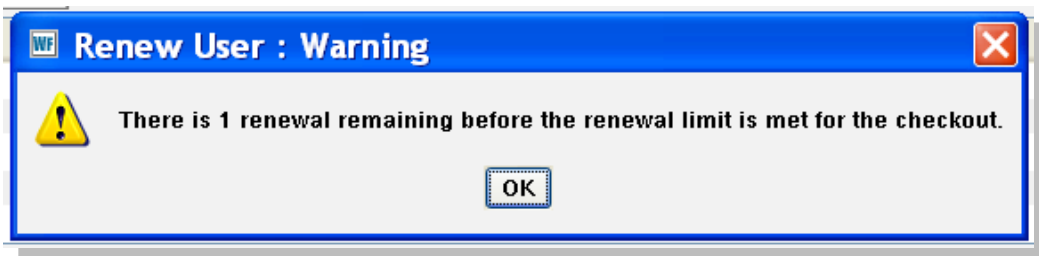 WF Renew User : Warning
There is 1 renewal remaining before the renewal limit is met for the checkout.
OK